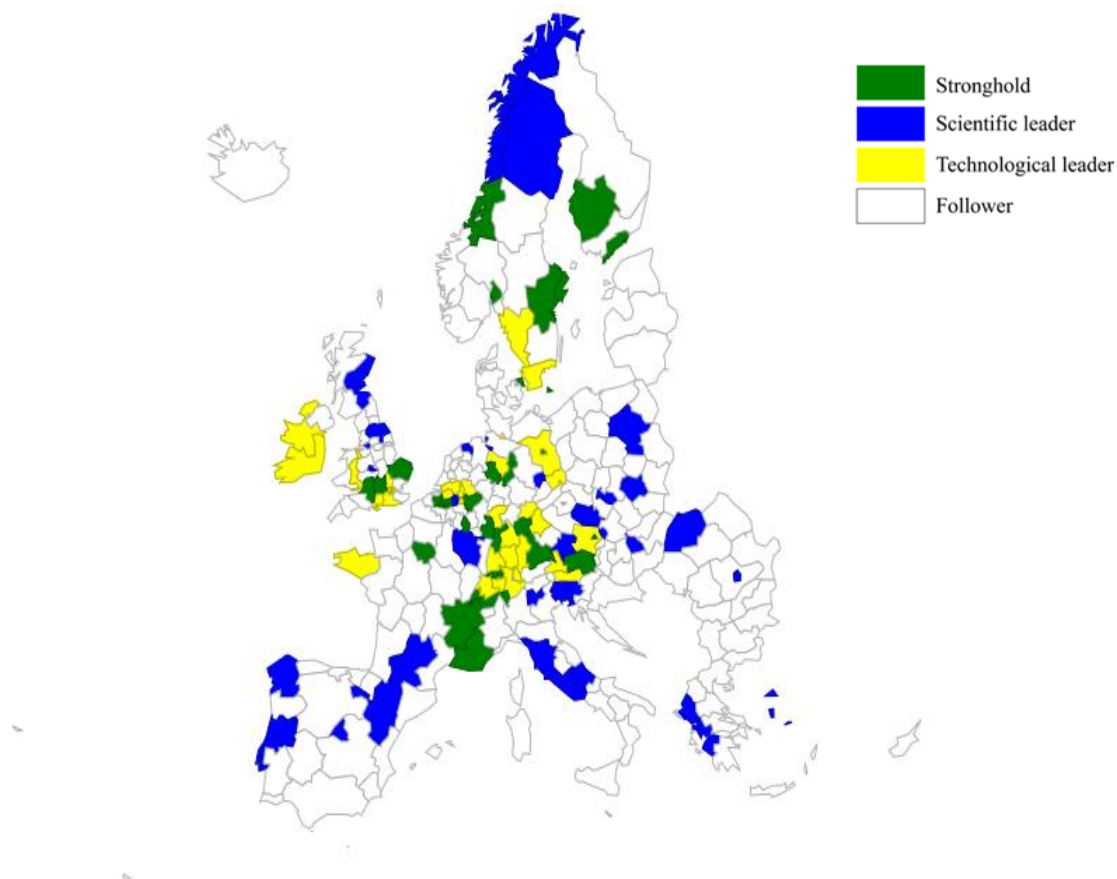 Stronghold
Scientific leader
Technological leader
Follower